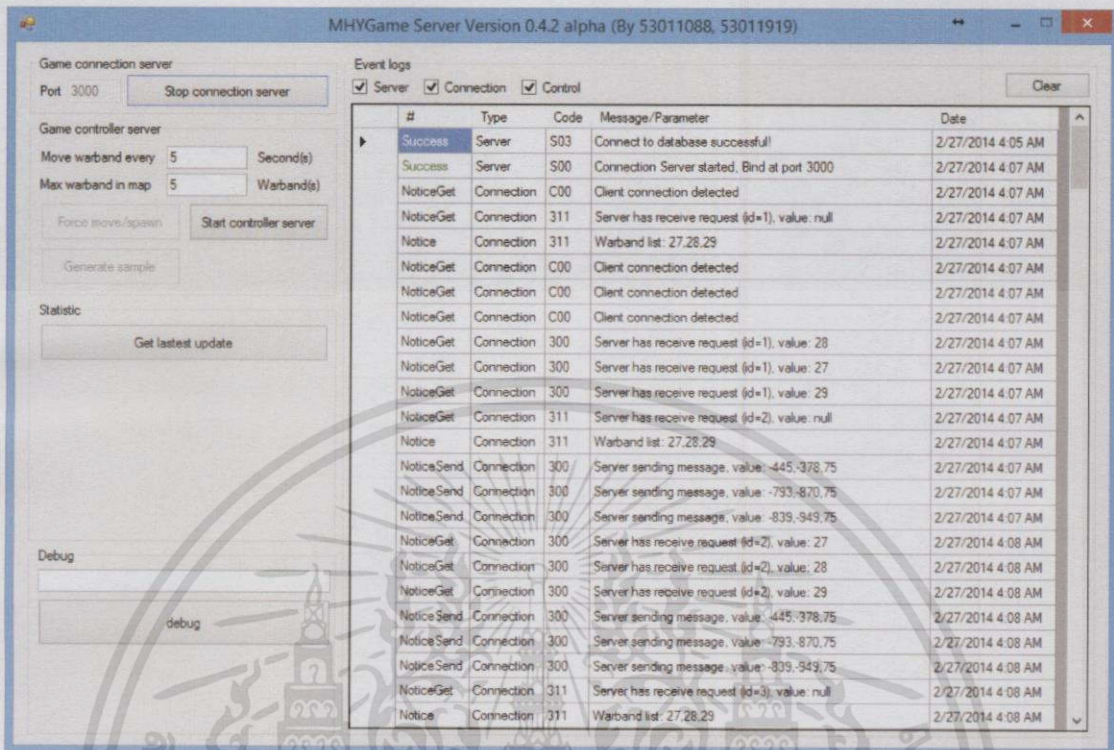 MHYGame Server Version 0.4.2 alpha (By 53011088, 53011919)
Game connection server
Port 3000 Stop connection server
Game controller server
Move warband every 5 Second(s)
Max warband in map 5 Warband(s)
Force move/spawn Start controller server
Generate sample
Statistic
Get lastest update
Debug
debug
Event logs
Server Connection Control Clear
# Type Code Message/Parameter Date
Success Server S03 Connect to database successful! 2/27/2014 4:05 AM
Success Server S00 Connection Server started, Bind at port 3000 2/27/2014 4:07 AM
NoticeGet Connection C00 Client connection detected 2/27/2014 4:07 AM
NoticeGet Connection 311 Server has receive request (id=1), value: null 2/27/2014 4:07 AM
Notice Connection 311 Warband list: 27,28,29 2/27/2014 4:07 AM
NoticeGet Connection C00 Client connection detected 2/27/2014 4:07 AM
NoticeGet Connection C00 Client connection detected 2/27/2014 4:07 AM
NoticeGet Connection C00 Client connection detected 2/27/2014 4:07 AM
NoticeGet Connection 300 Server has receive request (id=1), value: 28 2/27/2014 4:07 AM
NoticeGet Connection 300 Server has receive request (id=1), value: 27 2/27/2014 4:07 AM
NoticeGet Connection 300 Server has receive request (id=1), value: 29 2/27/2014 4:07 AM
NoticeGet Connection 311 Server has receive request (id=2), value: null 2/27/2014 4:07 AM
Notice Connection 311 Warband list: 27,28,29 2/27/2014 4:07 AM
NoticeSend Connection 300 Server sending message, value: -445,-378,75 2/27/2014 4:07 AM
NoticeSend Connection 300 Server sending message, value: -793,-870,75 2/27/2014 4:07 AM
NoticeSend Connection 300 Server sending message, value: -839,-949,75 2/27/2014 4:07 AM
NoticeGet Connection 300 Server has receive request (id=2), value: 27 2/27/2014 4:08 AM
NoticeGet Connection 300 Server has receive request (id=2), value: 28 2/27/2014 4:08 AM
NoticeGet Connection 300 Server has receive request (id=2), value: 29 2/27/2014 4:08 AM
NoticeSend Connection 300 Server sending message, value: -445,-378,75 2/27/2014 4:08 AM
NoticeSend Connection 300 Server sending message, value: -793,-870,75 2/27/2014 4:08 AM
NoticeSend Connection 300 Server sending message, value: -839,-949,75 2/27/2014 4:08 AM
NoticeGet Connection 311 Server has receive request (id=3), value: null 2/27/2014 4:08 AM
Notice Connection 311 Warband list: 27,28,29 2/27/2014 4:08 AM